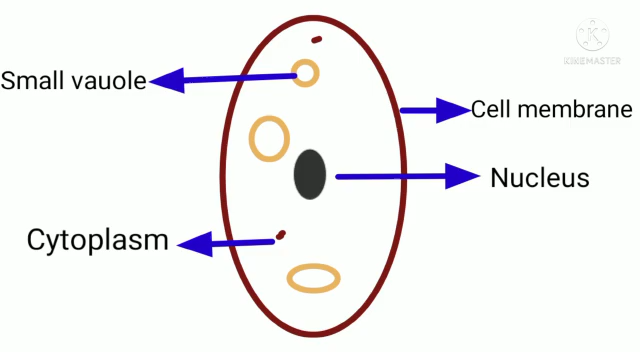 KINEMASTER
Small vauole
Cell membrane
Nucleus
Cytoplasm